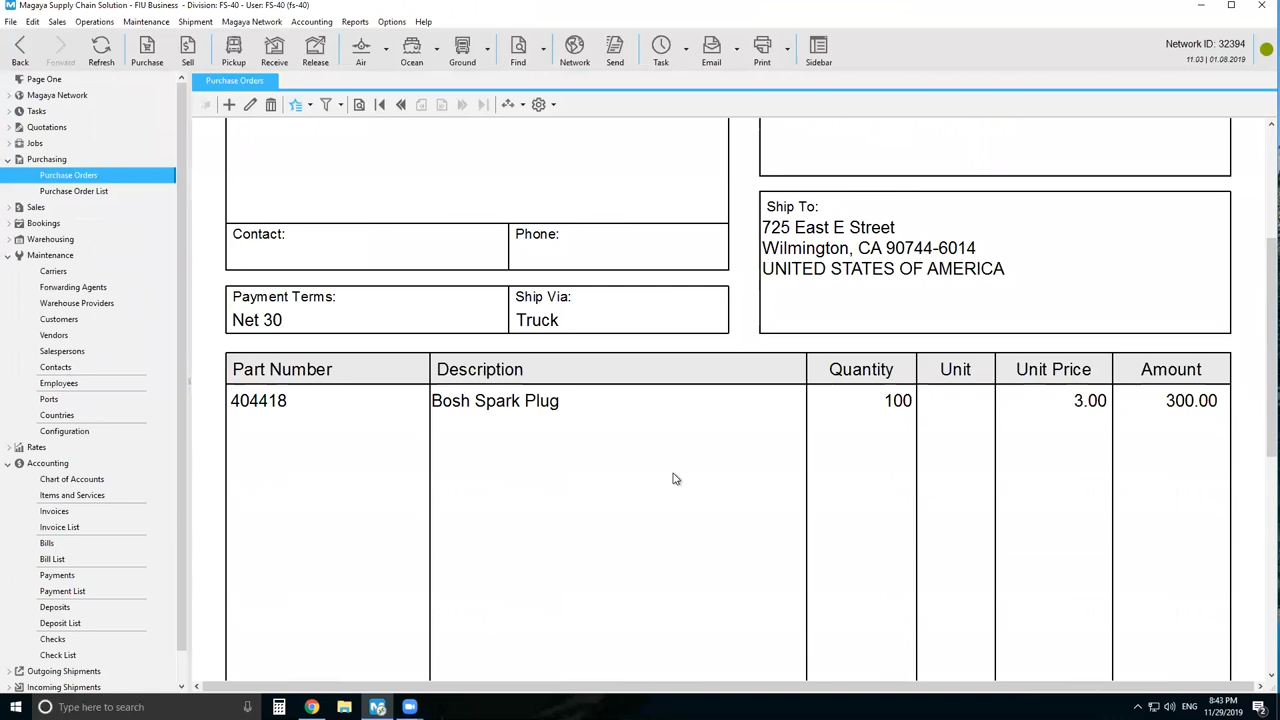 Magaya Supply Chain Solution - FIU Business - Division: FS-40 - User: FS-40 (fs-40)
File Edit Sales Operations Maintenance Shipment Magaya Network Accounting Reports Options Help
Back Forward Refresh Purchase Sell Pickup Receive Release Air Ocean Ground Find Network Send Task Email Print Sidebar
Network ID: 32394
11.03 | 01.08.2019
Page One
Magaya Network
Tasks
Quotations
Jobs
Purchasing
Purchase Orders
Purchase Order List
Sales
Bookings
Warehousing
Maintenance
Carriers
Forwarding Agents
Warehouse Providers
Customers
Vendors
Salespersons
Contacts
Employees
Ports
Countries
Configuration
Rates
Accounting
Chart of Accounts
Items and Services
Invoices
Invoice List
Bills
Bill List
Payments
Payment List
Deposits
Deposit List
Checks
Check List
Outgoing Shipments
Incoming Shipments
Purchase Orders
Contact: Phone:
Payment Terms: Ship Via:
Net 30 Truck
Ship To:
725 East E Street
Wilmington, CA 90744-6014
UNITED STATES OF AMERICA
Part Number Description Quantity Unit Unit Price Amount
404418 Bosh Spark Plug 100 3.00 300.00
Type here to search
ENG
8:43 PM
11/29/2019
2